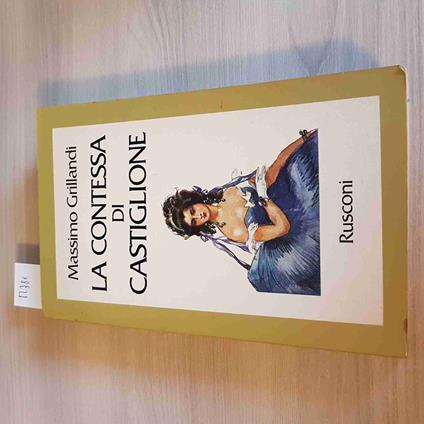 Massimo Grillandi
LA CONTESSA
DI
CASTIGLIONE
Rusconi